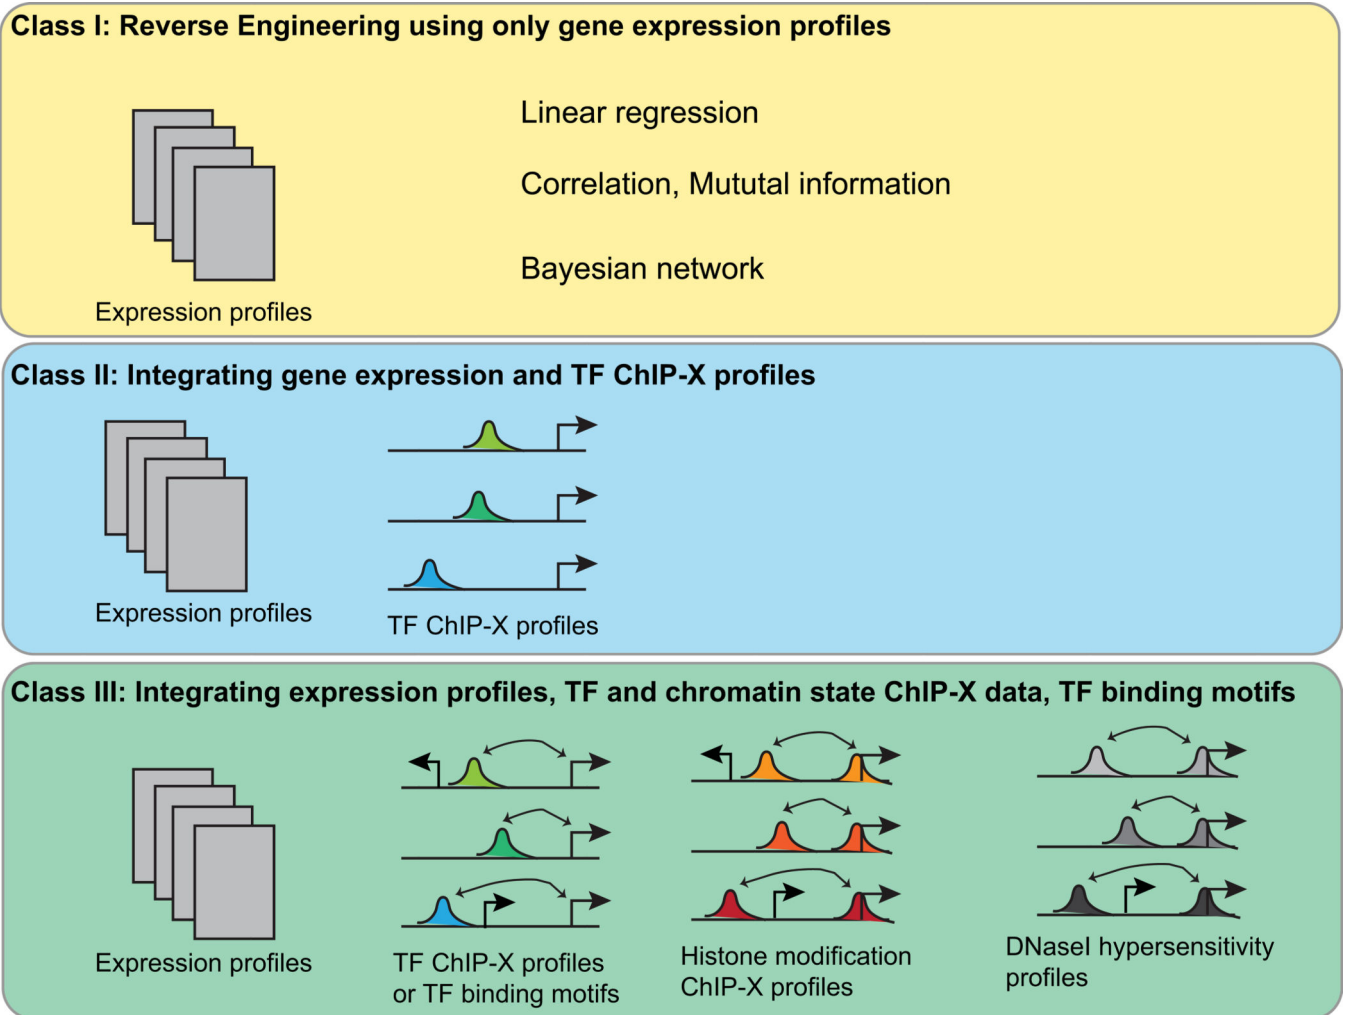 Class I: Reverse Engineering using only gene expression profiles
Linear regression
Correlation, Mututal information
Bayesian network
Expression profiles
Class II: Integrating gene expression and TF ChIP-X profiles
Expression profiles
TF ChIP-X profiles
Class III: Integrating expression profiles, TF and chromatin state ChIP-X data, TF binding motifs
Expression profiles
TF ChIP-X profiles
or TF binding motifs
Histone modification
ChIP-X profiles
DNaseI hypersensitivity
profiles